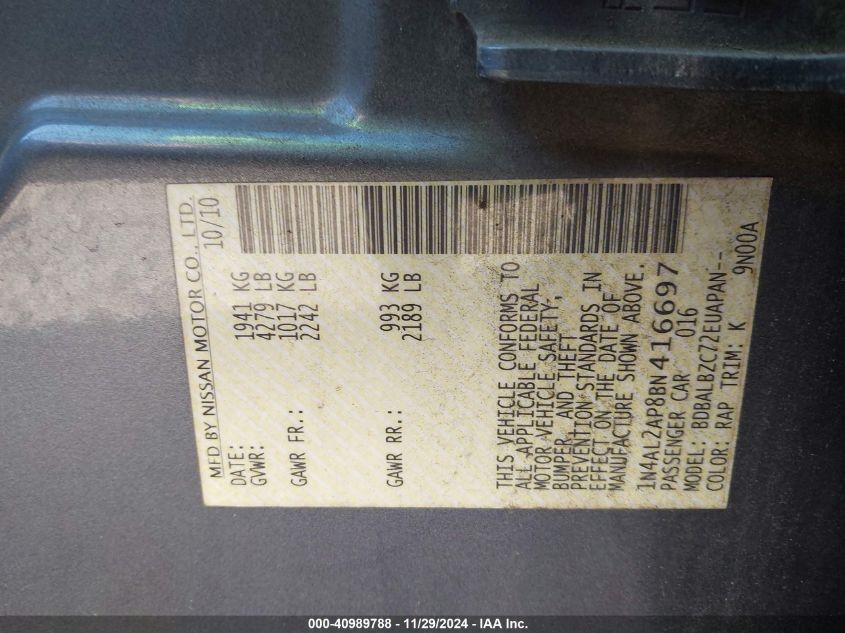 MFD BY NISSAN MOTOR CO., LTD.
DATE: 10/10
GVWR: 1941 KG
4279 LB
GAWR FR.: 1017 KG
2242 LB
GAWR RR.: 993 KG
2189 LB
THIS VEHICLE CONFORMS TO
ALL APPLICABLE FEDERAL
MOTOR VEHICLE SAFETY,
BUMPER, AND THEFT
PREVENTION STANDARDS IN
EFFECT ON THE DATE OF
MANUFACTURE SHOWN ABOVE.
1N4AL2AP8BN416697
PASSENGER CAR 016
MODEL: BDBALBZC72EUAPAN--
COLOR: RAP TRIM: K 9N00A
000-40989788 - 11/29/2024 - IAA Inc.